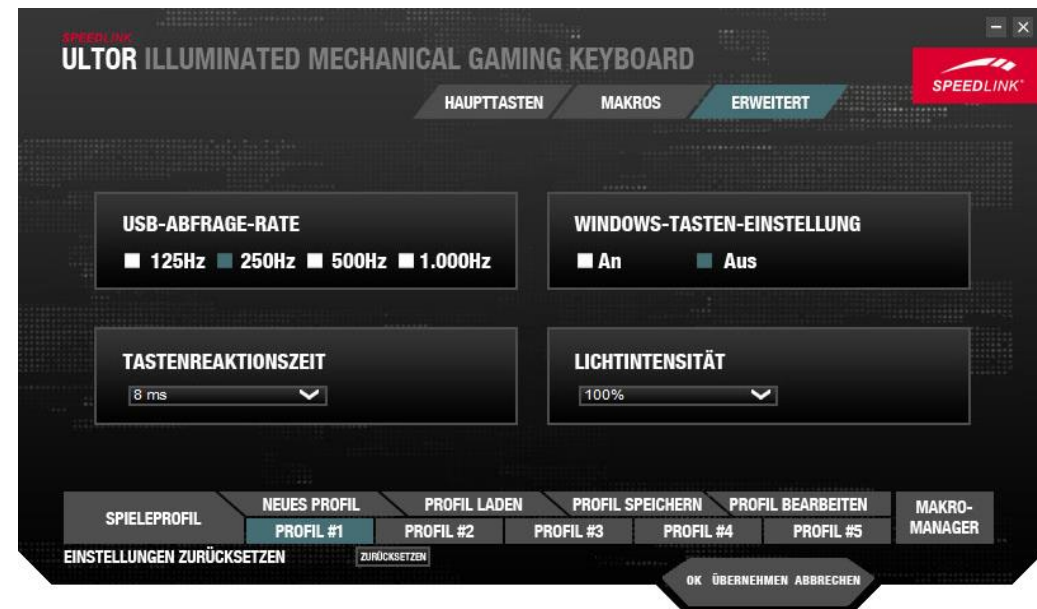 SPEEDLINK
ULTOR ILLUMINATED MECHANICAL GAMING KEYBOARD
SPEEDLINK
HAUPTTASTEN MAKROS ERWEITERT
USB-ABFRAGE-RATE
125Hz 250Hz 500Hz 1.000Hz
WINDOWS-TASTEN-EINSTELLUNG
An Aus
TASTENREAKTIONSZEIT
8 ms
LICHTINTENSITÄT
100%
SPIELEPROFIL
NEUES PROFIL PROFIL LADEN PROFIL SPEICHERN PROFIL BEARBEITEN
PROFIL #1 PROFIL #2 PROFIL #3 PROFIL #4 PROFIL #5
MAKRO-
MANAGER
EINSTELLUNGEN ZURÜCKSETZEN ZURÜCKSETZEN
OK ÜBERNEHMEN ABBRECHEN